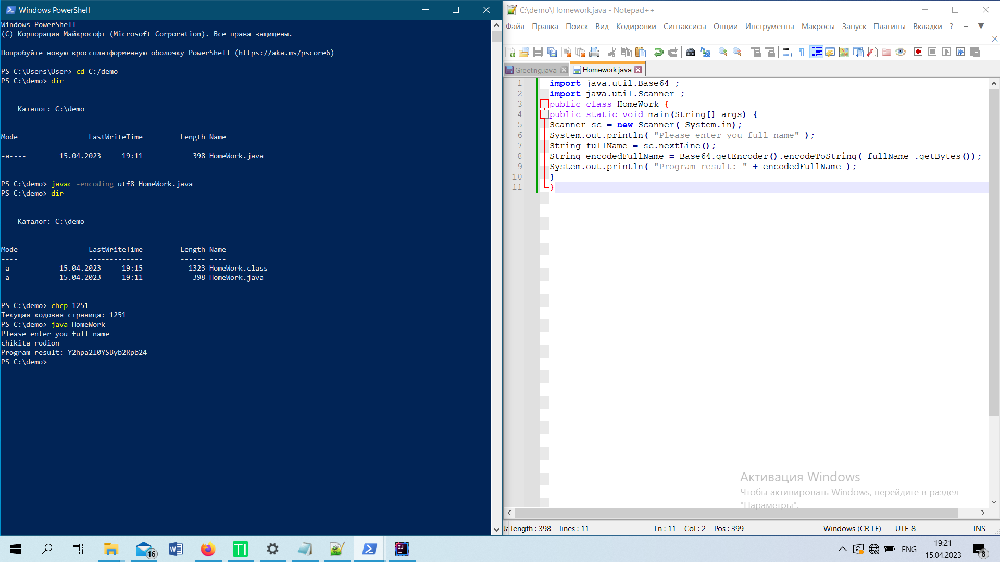 Windows PowerShell
Windows PowerShell
(C) Корпорация Майкрософт (Microsoft Corporation). Все права защищены.
Попробуйте новую кроссплатформенную оболочку PowerShell (https://aka.ms/pscore6)
PS C:\Users\User> cd C:/demo
PS C:\demo> dir
Каталог: C:\demo
Mode LastWriteTime Length Name
---- ------------- ------ ----
-a---- 15.04.2023 19:11 398 HomeWork.java
PS C:\demo> javac -encoding utf8 HomeWork.java
PS C:\demo> dir
Каталог: C:\demo
Mode LastWriteTime Length Name
---- ------------- ------ ----
-a---- 15.04.2023 19:15 1323 HomeWork.class
-a---- 15.04.2023 19:11 398 HomeWork.java
PS C:\demo> chcp 1251
Текущая кодовая страница: 1251
PS C:\demo> java HomeWork
Please enter you full name
chikita rodion
Program result: Y2hpa2l0YSByb2Rpb24=
PS C:\demo>
C:\demo\Homework.java - Notepad++
Файл Правка Поиск Вид Кодировки Синтаксисы Опции Инструменты Макросы Запуск Плагины Вкладки ? + ▼
Greeting.java Homework.java
1 import java.util.Base64 ;
2 import java.util.Scanner ;
3 public class HomeWork {
4 public static void main(String[] args) {
5 Scanner sc = new Scanner( System.in);
6 System.out.println( "Please enter you full name" );
7 String fullName = sc.nextLine();
8 String encodedFullName = Base64.getEncoder().encodeToString( fullName .getBytes());
9 System.out.println( "Program result: " + encodedFullName );
10 }
11 }
Активация Windows
Чтобы активировать Windows, перейдите в раздел
"Параметры".
Ja length : 398 lines : 11 Ln : 11 Col : 2 Pos : 399 Windows (CR LF) UTF-8 INS
16
W
TI
IJ
ENG
19:21
15.04.2023
8